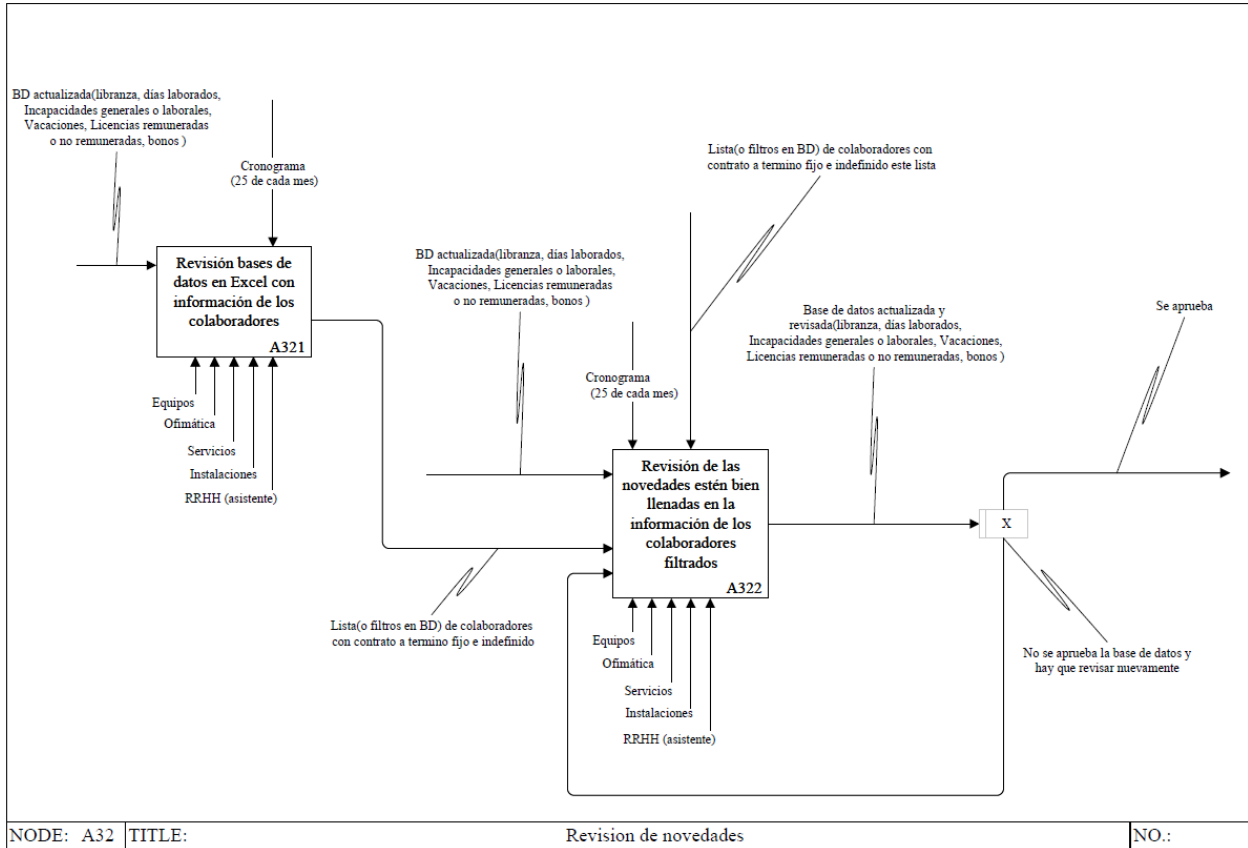 BD actualizada(libranza, días laborados,
Incapacidades generales o laborales,
Vacaciones, Licencias remuneradas
o no remuneradas, bonos )
Cronograma
(25 de cada mes)
Revisión bases de
datos en Excel con
información de los
colaboradores
A321
Equipos
Ofimática
Servicios
Instalaciones
RRHH (asistente)
Lista(o filtros en BD) de colaboradores
con contrato a termino fijo e indefinido
BD actualizada(libranza, días laborados,
Incapacidades generales o laborales,
Vacaciones, Licencias remuneradas
o no remuneradas, bonos )
Cronograma
(25 de cada mes)
Lista(o filtros en BD) de colaboradores con
contrato a termino fijo e indefinido este lista
Revisión de las
novedades estén bien
llenadas en la
información de los
colaboradores
filtrados
A322
Equipos
Ofimática
Servicios
Instalaciones
RRHH (asistente)
Base de datos actualizada y
revisada(libranza, días laborados,
Incapacidades generales o laborales, Vacaciones,
Licencias remuneradas o no remuneradas, bonos )
Se aprueba
X
No se aprueba la base de datos y
hay que revisar nuevamente
NODE: A32 TITLE: Revision de novedades NO.: